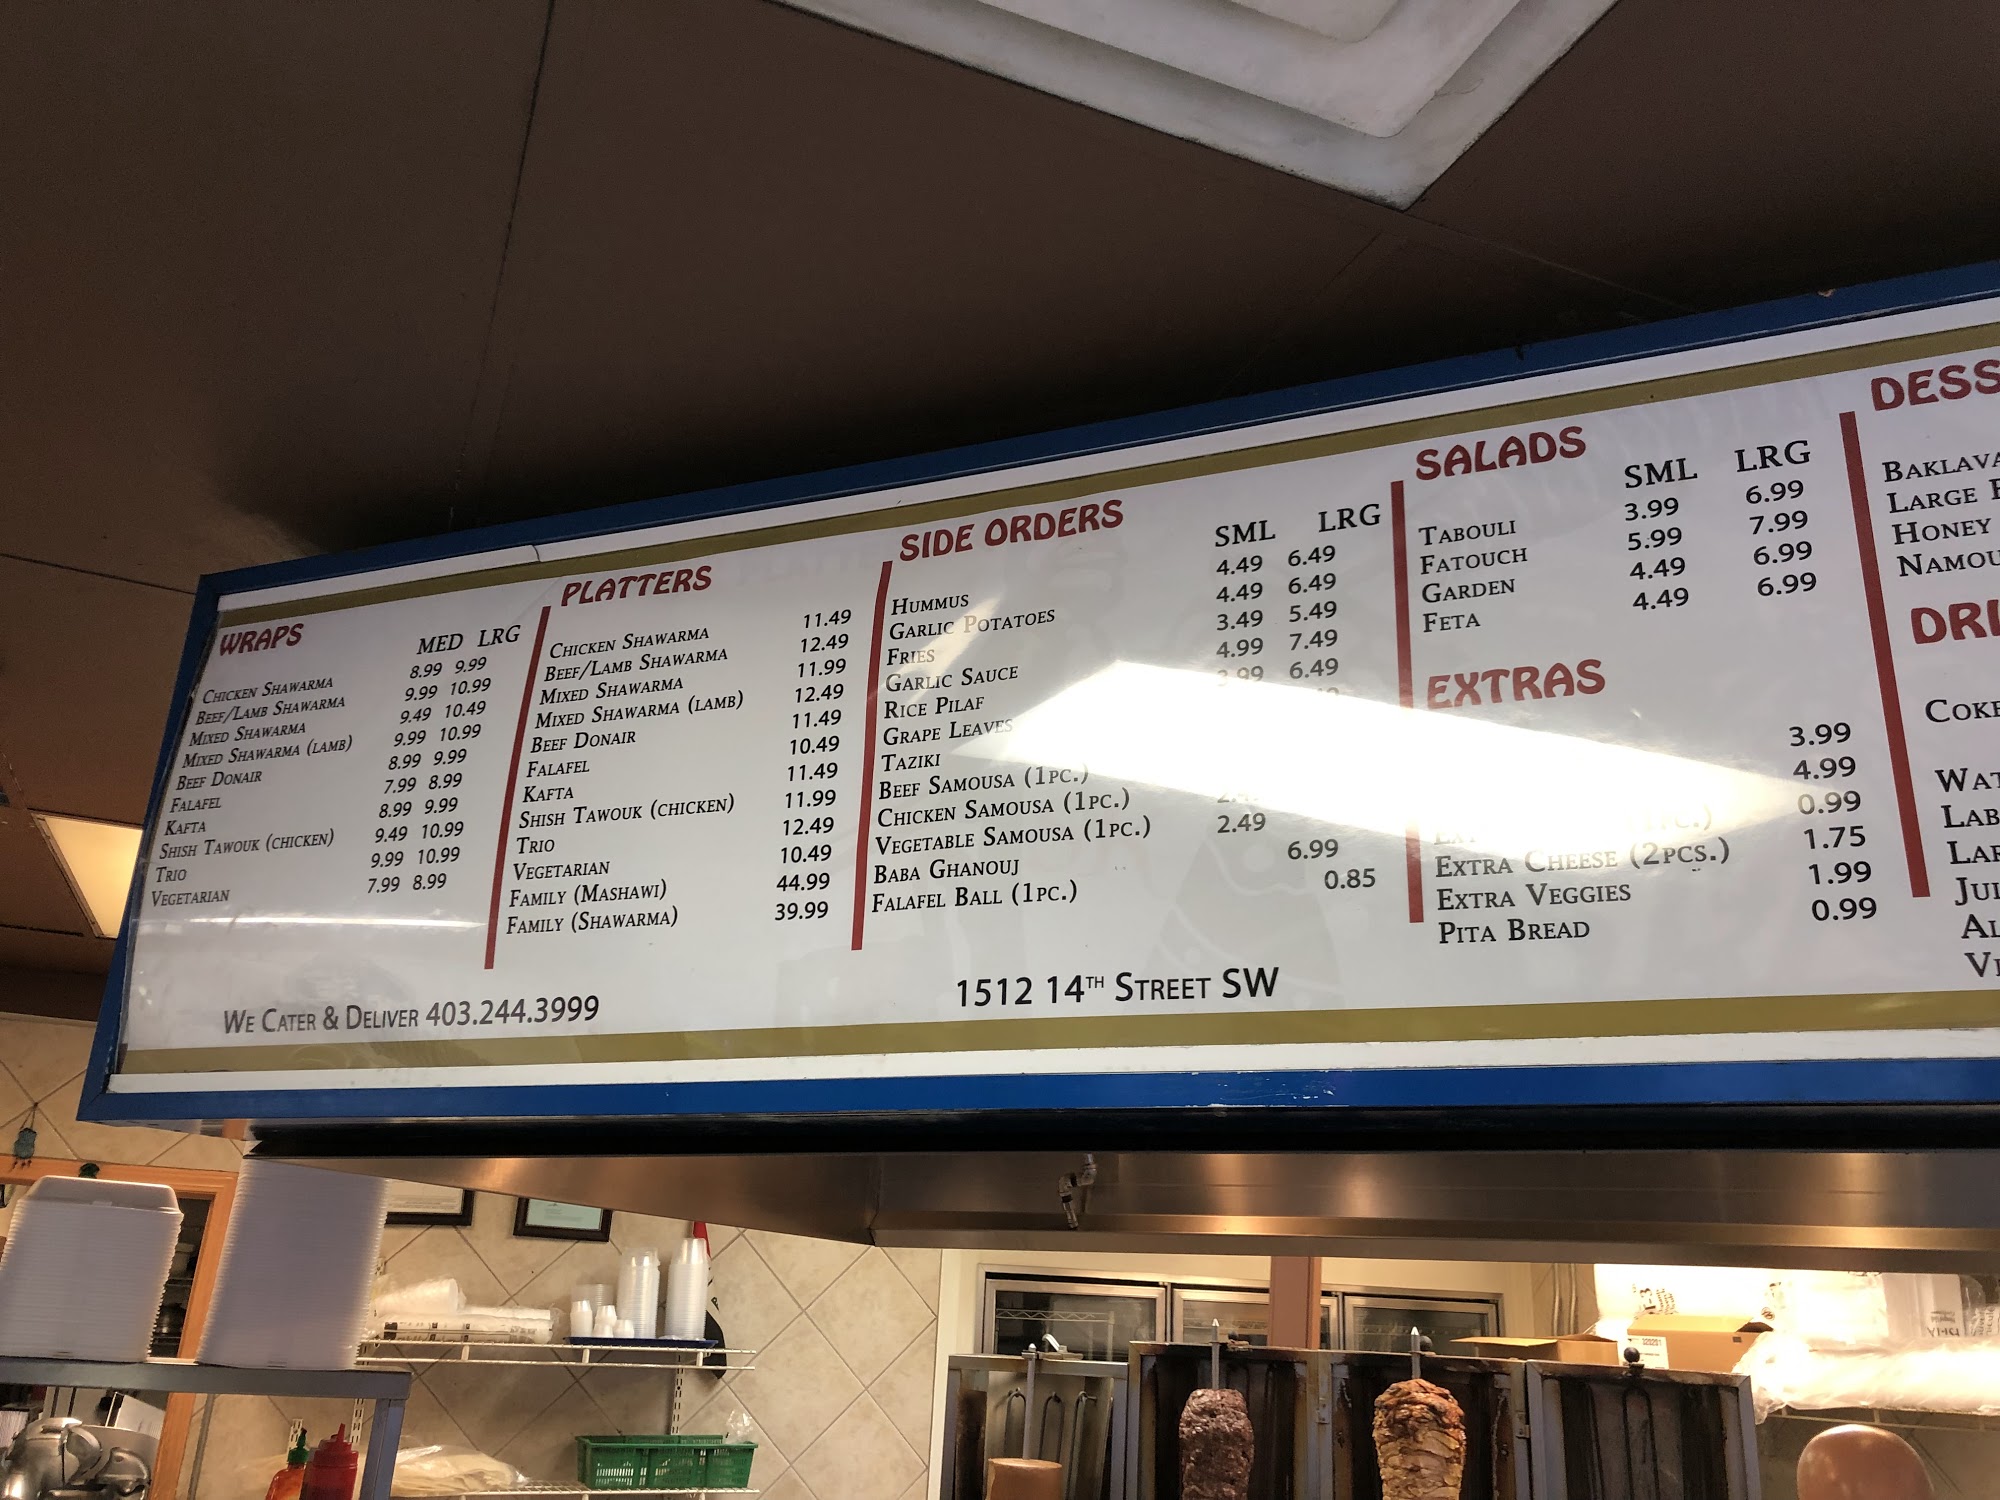 WRAPS
MED LRG
CHICKEN SHAWARMA 8.99 9.99
BEEF/LAMB SHAWARMA 9.99 10.99
MIXED SHAWARMA 9.49 10.49
MIXED SHAWARMA (LAMB) 9.99 10.99
BEEF DONAIR 8.99 9.99
FALAFEL 7.99 8.99
KAFTA 8.99 9.99
SHISH TAWOUK (CHICKEN) 9.49 10.99
TRIO 9.99 10.99
VEGETARIAN 7.99 8.99
PLATTERS
CHICKEN SHAWARMA 11.49
BEEF/LAMB SHAWARMA 12.49
MIXED SHAWARMA 11.99
MIXED SHAWARMA (LAMB) 12.49
BEEF DONAIR 11.49
FALAFEL 10.49
KAFTA 11.49
SHISH TAWOUK (CHICKEN) 11.99
TRIO 12.49
VEGETARIAN 10.49
FAMILY (MASHAWI) 44.99
FAMILY (SHAWARMA) 39.99
SIDE ORDERS
SML LRG
HUMMUS 4.49 6.49
GARLIC POTATOES 4.49 6.49
FRIES 3.49 5.49
GARLIC SAUCE 4.99 7.49
RICE PILAF 3.99 6.49
GRAPE LEAVES
TAZIKI
BEEF SAMOUSA (1PC.)
CHICKEN SAMOUSA (1PC.)
VEGETABLE SAMOUSA (1PC.) 2.49
BABA GHANOUJ 6.99
FALAFEL BALL (1PC.) 0.85
SALADS
SML LRG
TABOULI 3.99 6.99
FATOUCH 5.99 7.99
GARDEN 4.49 6.99
FETA 4.49 6.99
EXTRAS
3.99
4.99
0.99
EXTRA CHEESE (2PCS.) 1.75
EXTRA VEGGIES 1.99
PITA BREAD 0.99
DESS
BAKLAVA
LARGE
HONEY
NAMOU
DRI
COKE
WAT
LAB
LAR
JUI
WE CATER & DELIVER 403.244.3999
1512 14TH STREET SW